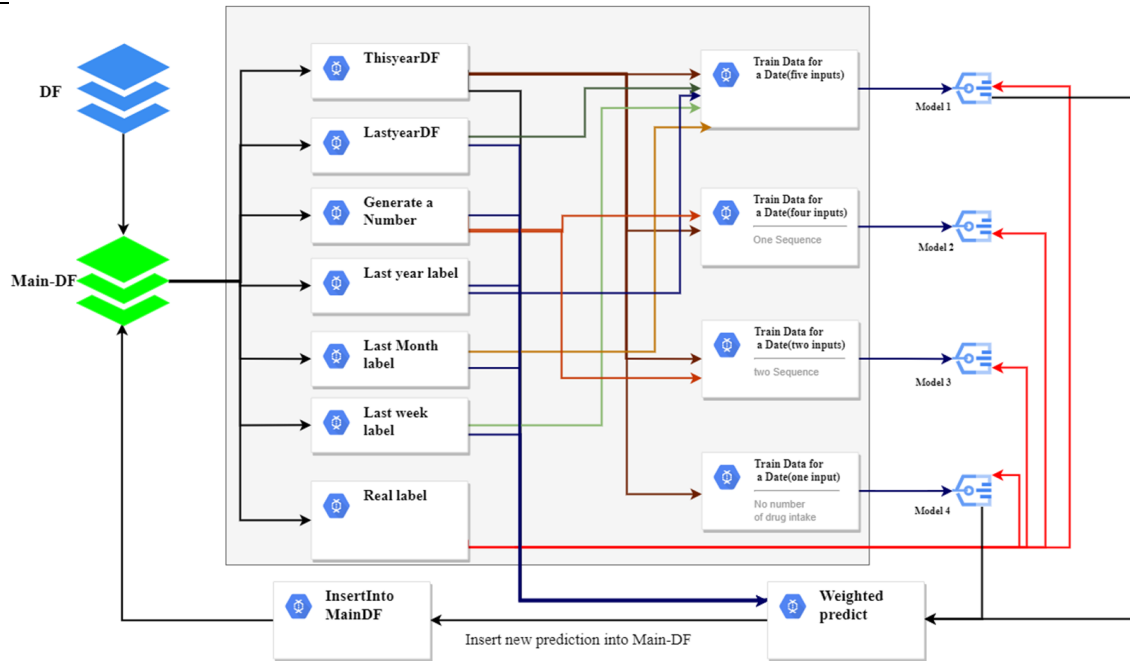 DF
Main-DF
ThisyearDF
LastyearDF
Generate a
Number
Last year label
Last Month
label
Last week
label
Real label
Train Data for
a Date(five inputs)
Train Data for
a Date(four inputs)
One Sequence
Train Data for
a Date(two inputs)
two Sequence
Train Data for
a Date(one input)
No number
of drug intake
Model 1
Model 2
Model 3
Model 4
InsertInto
MainDF
Insert new prediction into Main-DF
Weighted
predict